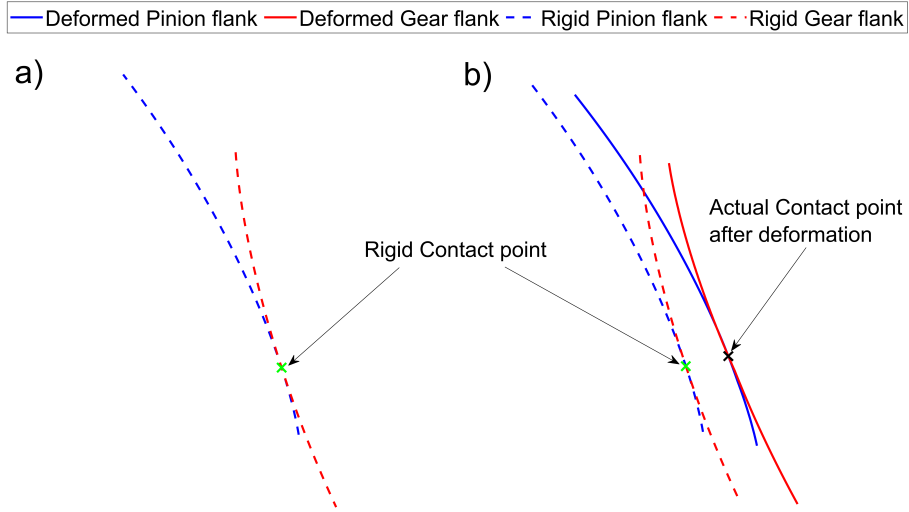 Deformed Pinion flank Deformed Gear flank Rigid Pinion flank Rigid Gear flank
a)
b)
Actual Contact point
after deformation
Rigid Contact point